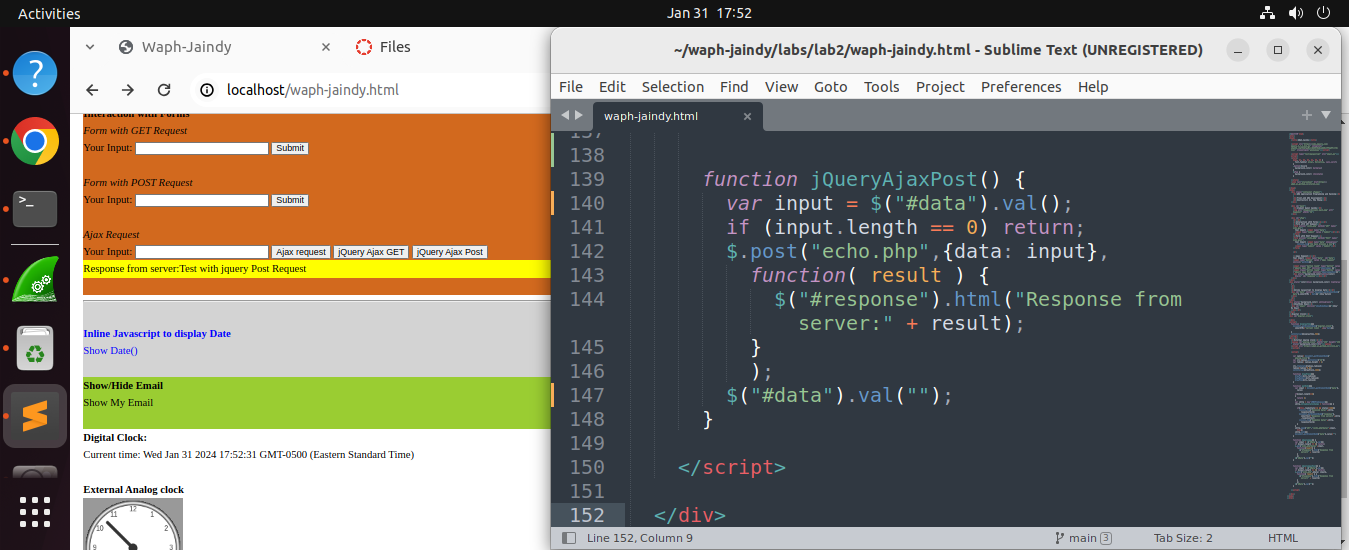 Activities
Jan 31 17:52
Waph-Jaindy
Files
localhost/waph-jaindy.html
Interaction with Forms
Form with GET Request
Your Input: Submit
Form with POST Request
Your Input: Submit
Ajax Request
Your Input: Ajax request jQuery Ajax GET jQuery Ajax Post
Response from server:Test with jquery Post Request
Inline Javascript to display Date
Show Date()
Show/Hide Email
Show My Email
Digital Clock:
Current time: Wed Jan 31 2024 17:52:31 GMT-0500 (Eastern Standard Time)
External Analog clock
11 12 1
10 2
9 3
~/waph-jaindy/labs/lab2/waph-jaindy.html - Sublime Text (UNREGISTERED)
File Edit Selection Find View Goto Tools Project Preferences Help
waph-jaindy.html
137
138
139 function jQueryAjaxPost() {
140 var input = $("#data").val();
141 if (input.length == 0) return;
142 $.post("echo.php",{data: input},
143 function( result ) {
144 $("#response").html("Response from
server:" + result);
145 }
146 );
147 $("#data").val("");
148 }
149
150 </script>
151
152 </div>
Line 152, Column 9
main 3
Tab Size: 2
HTML